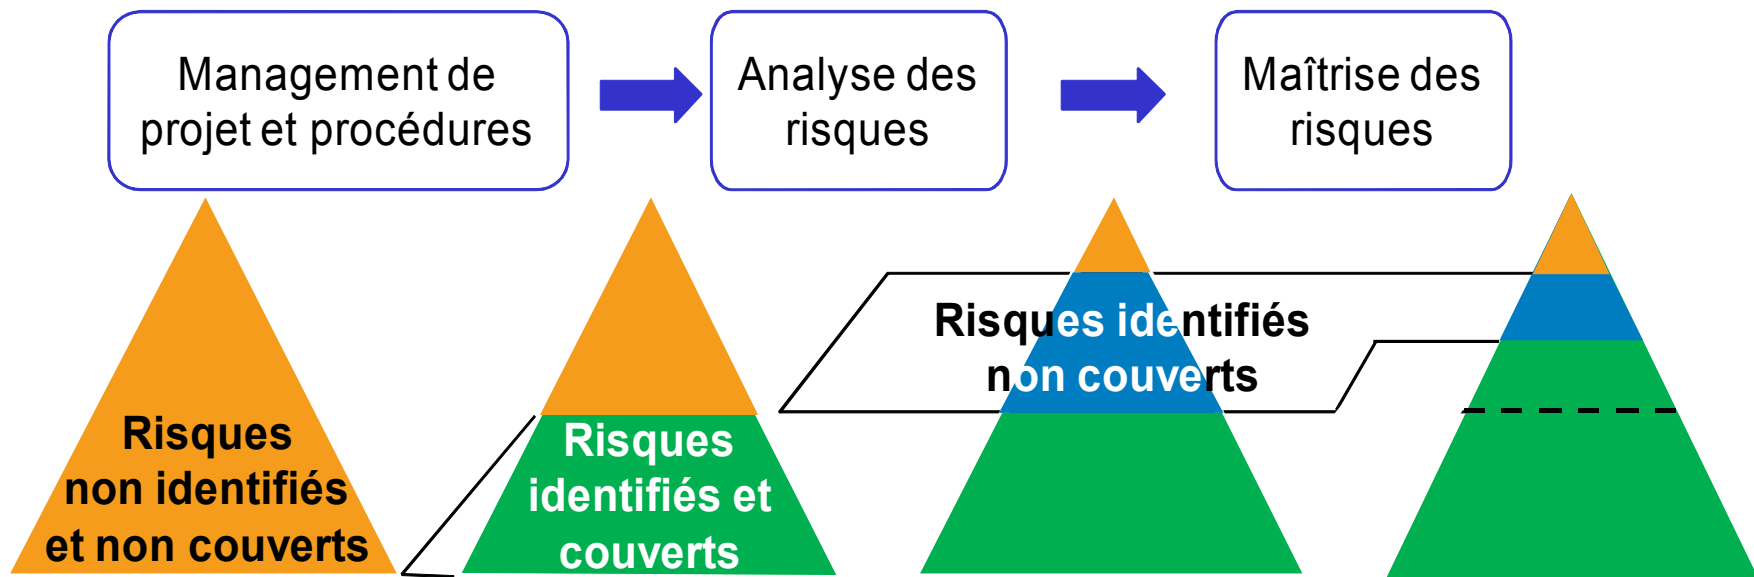 Management de
projet et procédures
Analyse des
risques
Maîtrise des
risques
Risques
non identifiés
et non couverts
Risques
identifiés et
couverts
Risques identifiés
non couverts